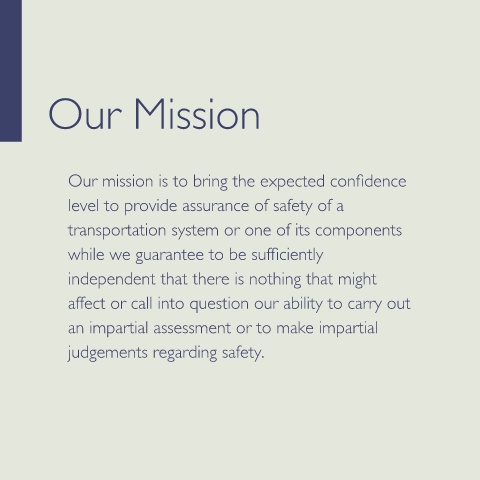 Our Mission
Our mission is to bring the expected confidence
level to provide assurance of safety of a
transportation system or one of its components
while we guarantee to be sufficiently
independent that there is nothing that might
affect or call into question our ability to carry out
an impartial assessment or to make impartial
judgements regarding safety.